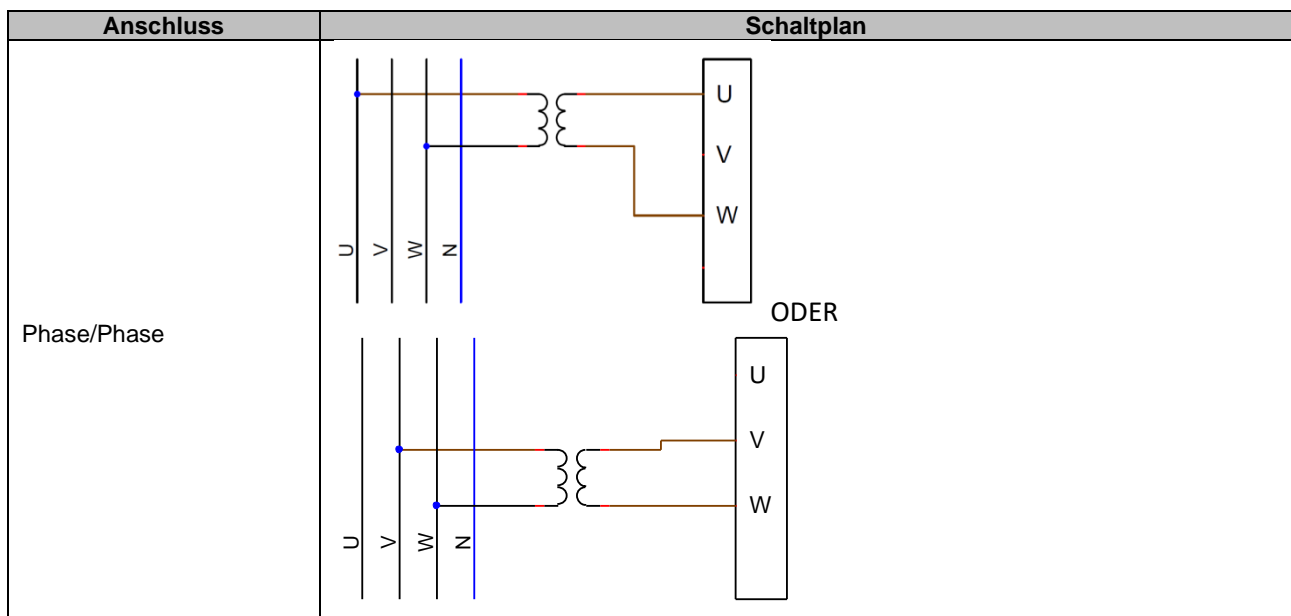 Anschluss Schaltplan
Phase/Phase
U
V
W
U V W N
ODER
U
V
W
U V W N